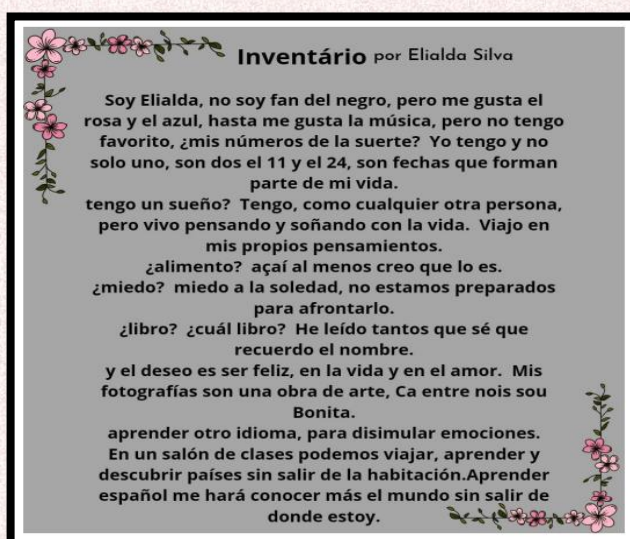 Inventário por Elialda Silva
Soy Elialda, no soy fan del negro, pero me gusta el
rosa y el azul, hasta me gusta la música, pero no tengo
favorito, ¿mis números de la suerte? Yo tengo y no
solo uno, son dos el 11 y el 24, son fechas que forman
parte de mi vida.
tengo un sueño? Tengo, como cualquier otra persona,
pero vivo pensando y soñando con la vida. Viajo en
mis propios pensamientos.
¿alimento? açaí al menos creo que lo es.
¿miedo? miedo a la soledad, no estamos preparados
para afrontarlo.
¿libro? ¿cuál libro? He leído tantos que sé que
recuerdo el nombre.
y el deseo es ser feliz, en la vida y en el amor. Mis
fotografías son una obra de arte, Ca entre nois sou
Bonita.
aprender otro idioma, para disimular emociones.
En un salón de clases podemos viajar, aprender y
descubrir países sin salir de la habitación.Aprender
español me hará conocer más el mundo sin salir de
donde estoy.